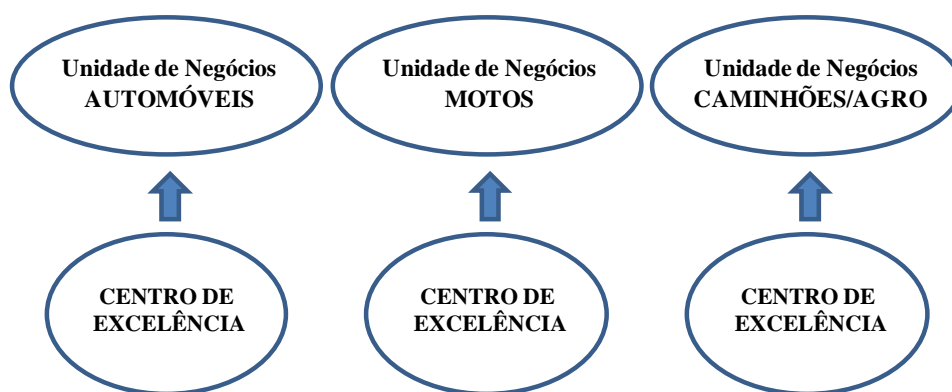 Unidade de Negócios
AUTOMÓVEIS
Unidade de Negócios
MOTOS
Unidade de Negócios
CAMINHÕES/AGRO
CENTRO DE
EXCELÊNCIA
CENTRO DE
EXCELÊNCIA
CENTRO DE
EXCELÊNCIA